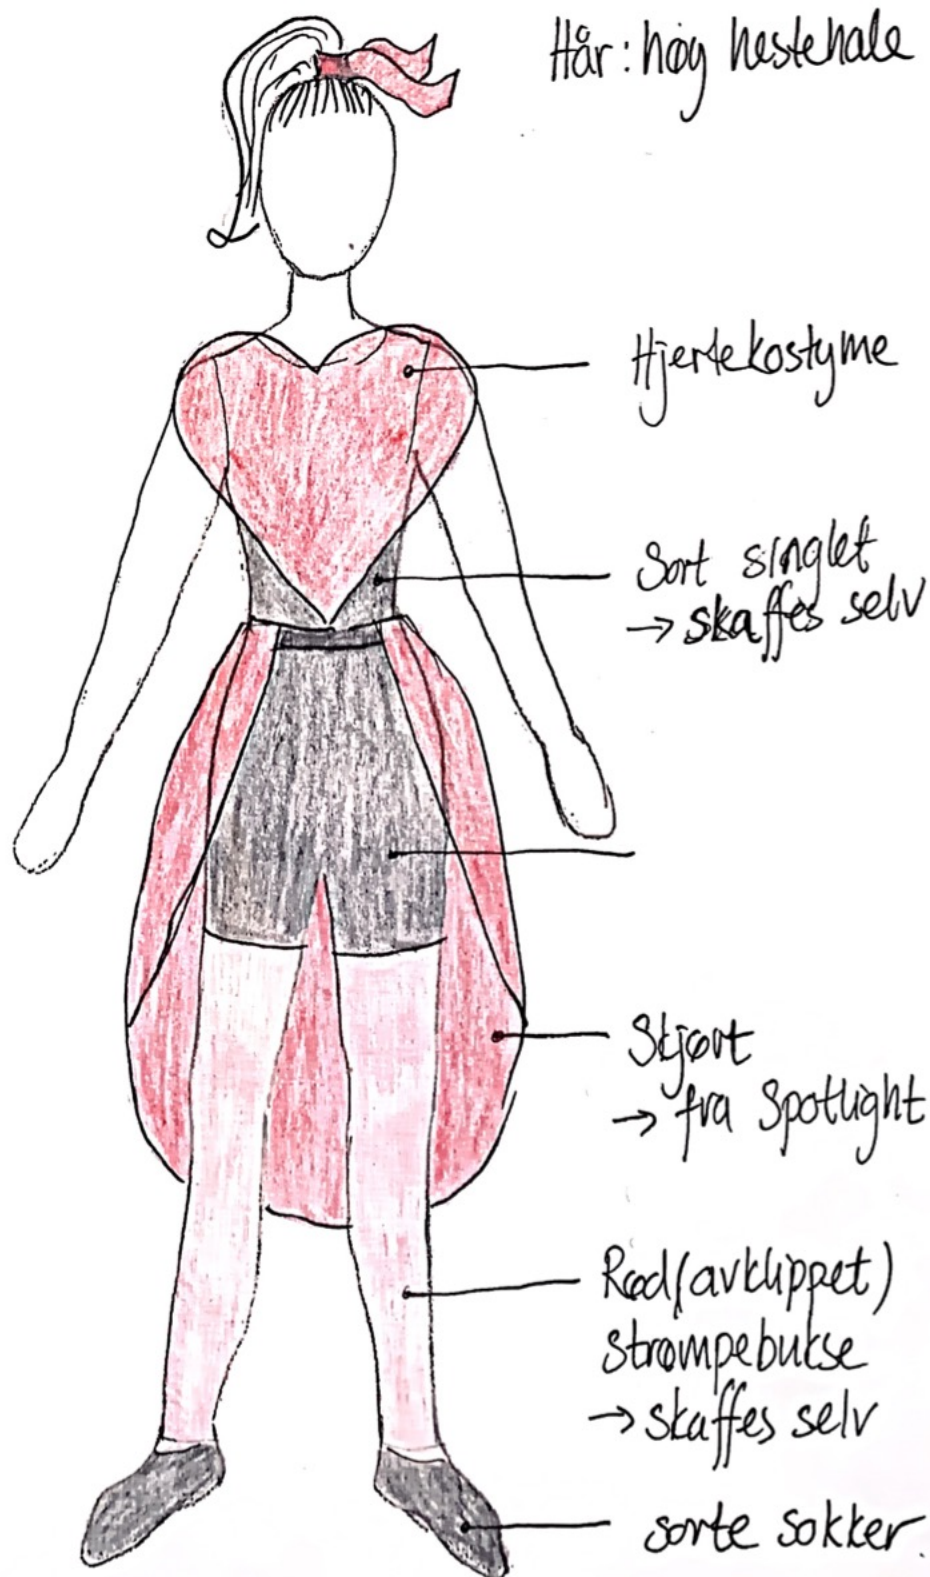 Hår: høy hestehale
Hjertekostyme
Sort singlet
→ skaffes selv
Skjørt
→ fra Spotlight
Rød (avklippet)
strømpebukse
→ skaffes selv
sorte sokker